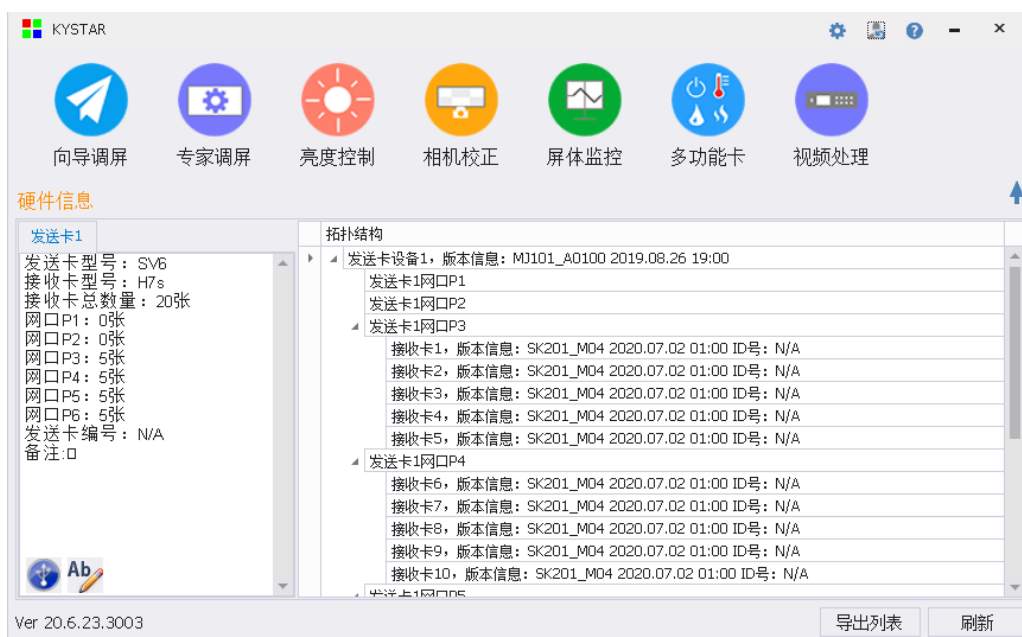 KYSTAR
向导调屏 专家调屏 亮度控制 相机校正 屏体监控 多功能卡 视频处理
硬件信息
发送卡1
发送卡型号: SV6
接收卡型号: H7s
接收卡总数量: 20张
网口P1: 0张
网口P2: 0张
网口P3: 5张
网口P4: 5张
网口P5: 5张
网口P6: 5张
发送卡编号: N/A
备注:□
Ab
拓扑结构
发送卡设备1，版本信息: MJ101_A0100 2019.08.26 19:00
发送卡1网口P1
发送卡1网口P2
发送卡1网口P3
接收卡1，版本信息: SK201_M04 2020.07.02 01:00 ID号: N/A
接收卡2，版本信息: SK201_M04 2020.07.02 01:00 ID号: N/A
接收卡3，版本信息: SK201_M04 2020.07.02 01:00 ID号: N/A
接收卡4，版本信息: SK201_M04 2020.07.02 01:00 ID号: N/A
接收卡5，版本信息: SK201_M04 2020.07.02 01:00 ID号: N/A
发送卡1网口P4
接收卡6，版本信息: SK201_M04 2020.07.02 01:00 ID号: N/A
接收卡7，版本信息: SK201_M04 2020.07.02 01:00 ID号: N/A
接收卡8，版本信息: SK201_M04 2020.07.02 01:00 ID号: N/A
接收卡9，版本信息: SK201_M04 2020.07.02 01:00 ID号: N/A
接收卡10，版本信息: SK201_M04 2020.07.02 01:00 ID号: N/A
发送卡1网口P5
Ver 20.6.23.3003
导出列表 刷新